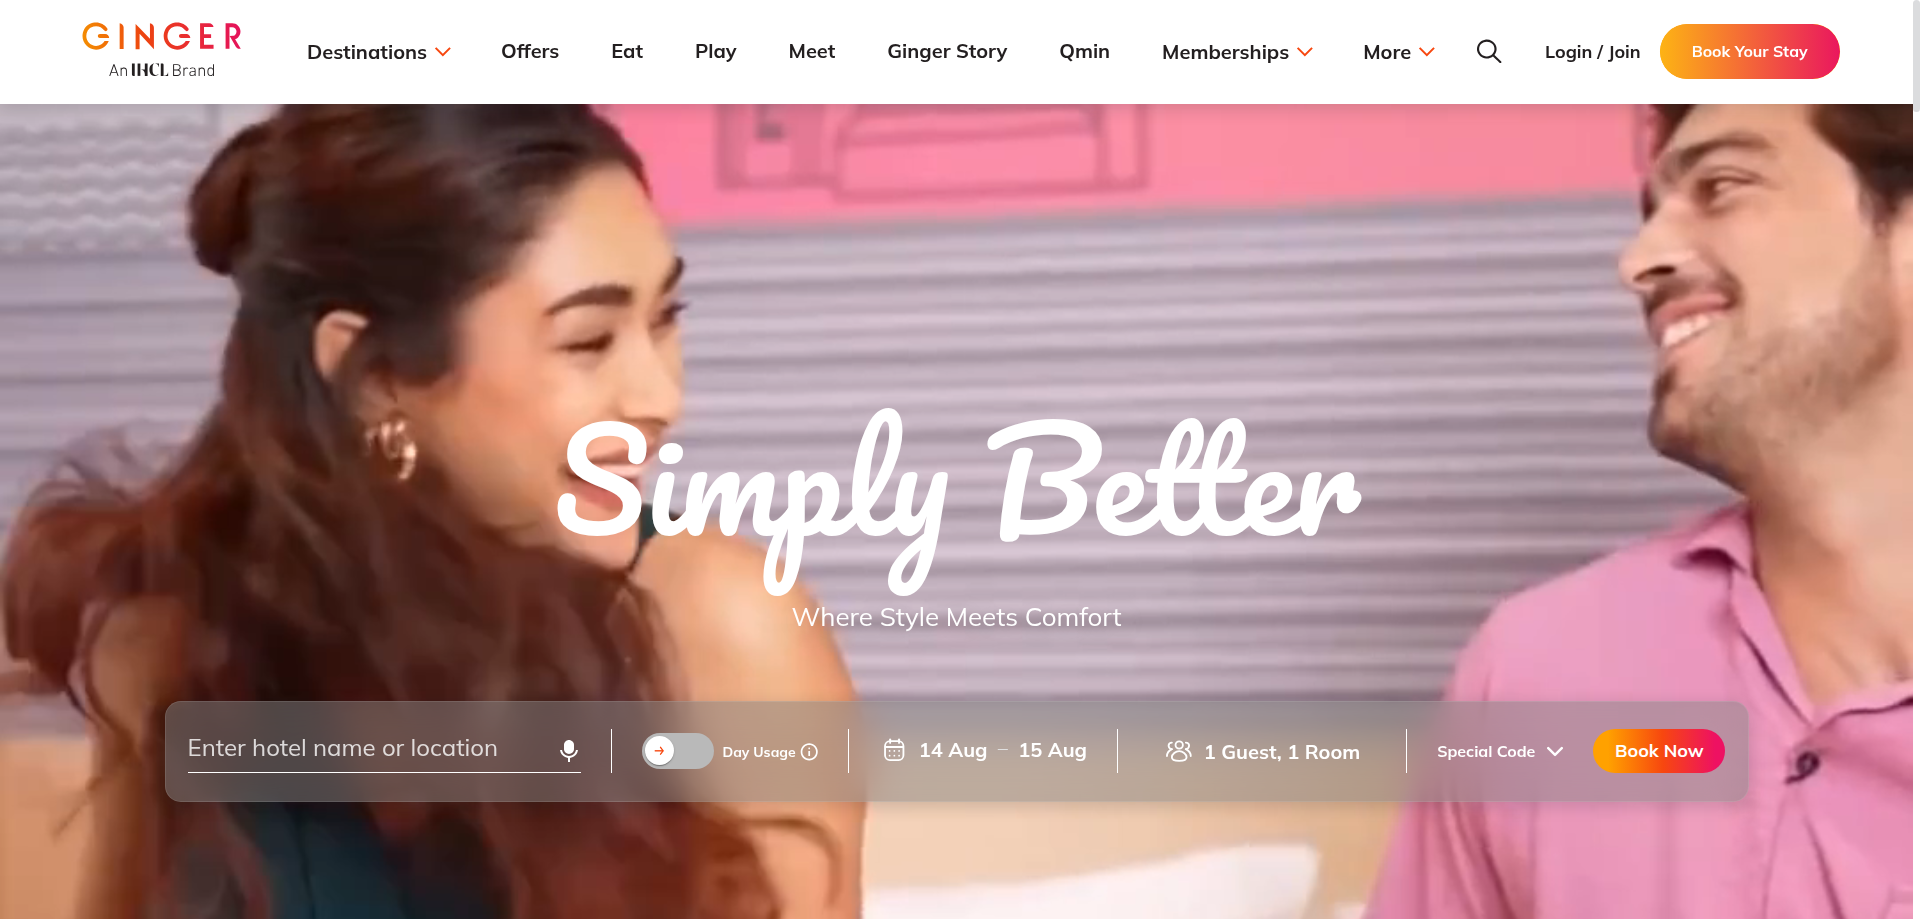 GINGER
An IHCL Brand
Destinations
Offers
Eat
Play
Meet
Ginger Story
Qmin
Memberships
More
Login / Join
Book Your Stay
Simply Better
Where Style Meets Comfort
Enter hotel name or location
Day Usage
14 Aug – 15 Aug
1 Guest, 1 Room
Special Code
Book Now